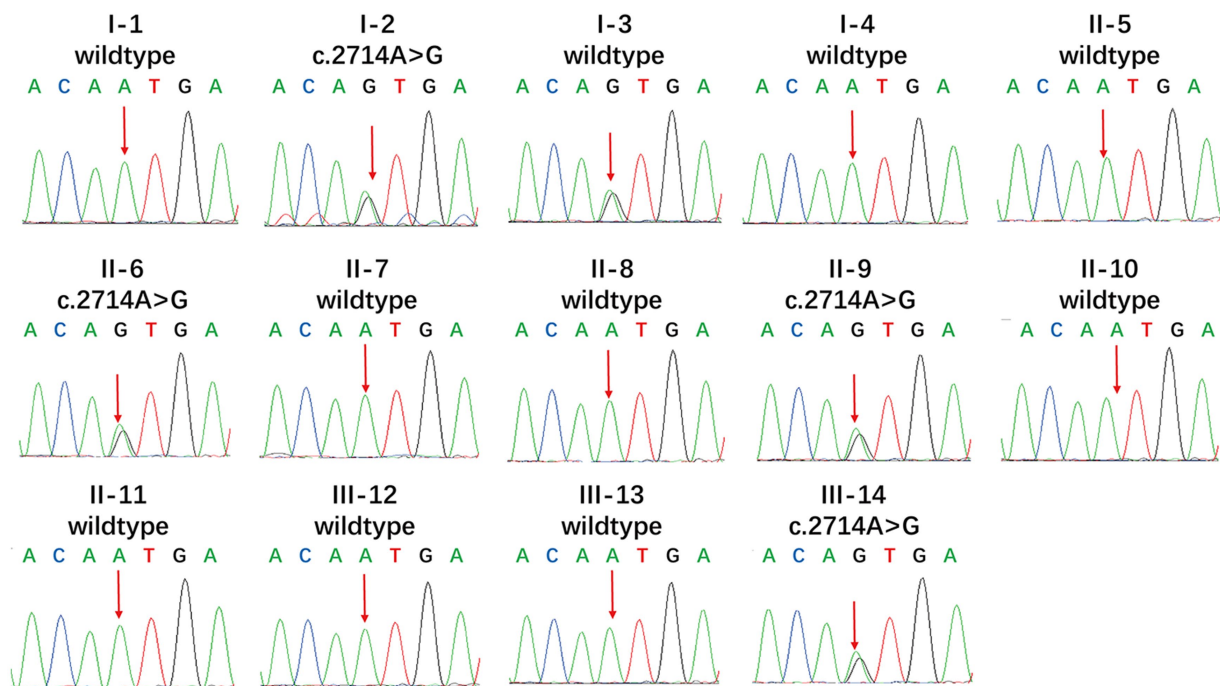 I-1
wildtype
A C A A T G A
I-2
c.2714A>G
A C A G T G A
I-3
wildtype
A C A G T G A
I-4
wildtype
A C A A T G A
II-5
wildtype
A C A A T G A
II-6
c.2714A>G
A C A G T G A
II-7
wildtype
A C A A T G A
II-8
wildtype
A C A A T G A
II-9
c.2714A>G
A C A G T G A
II-10
wildtype
A C A A T G A
II-11
wildtype
A C A A T G A
III-12
wildtype
A C A A T G A
III-13
wildtype
A C A A T G A
III-14
c.2714A>G
A C A G T G A